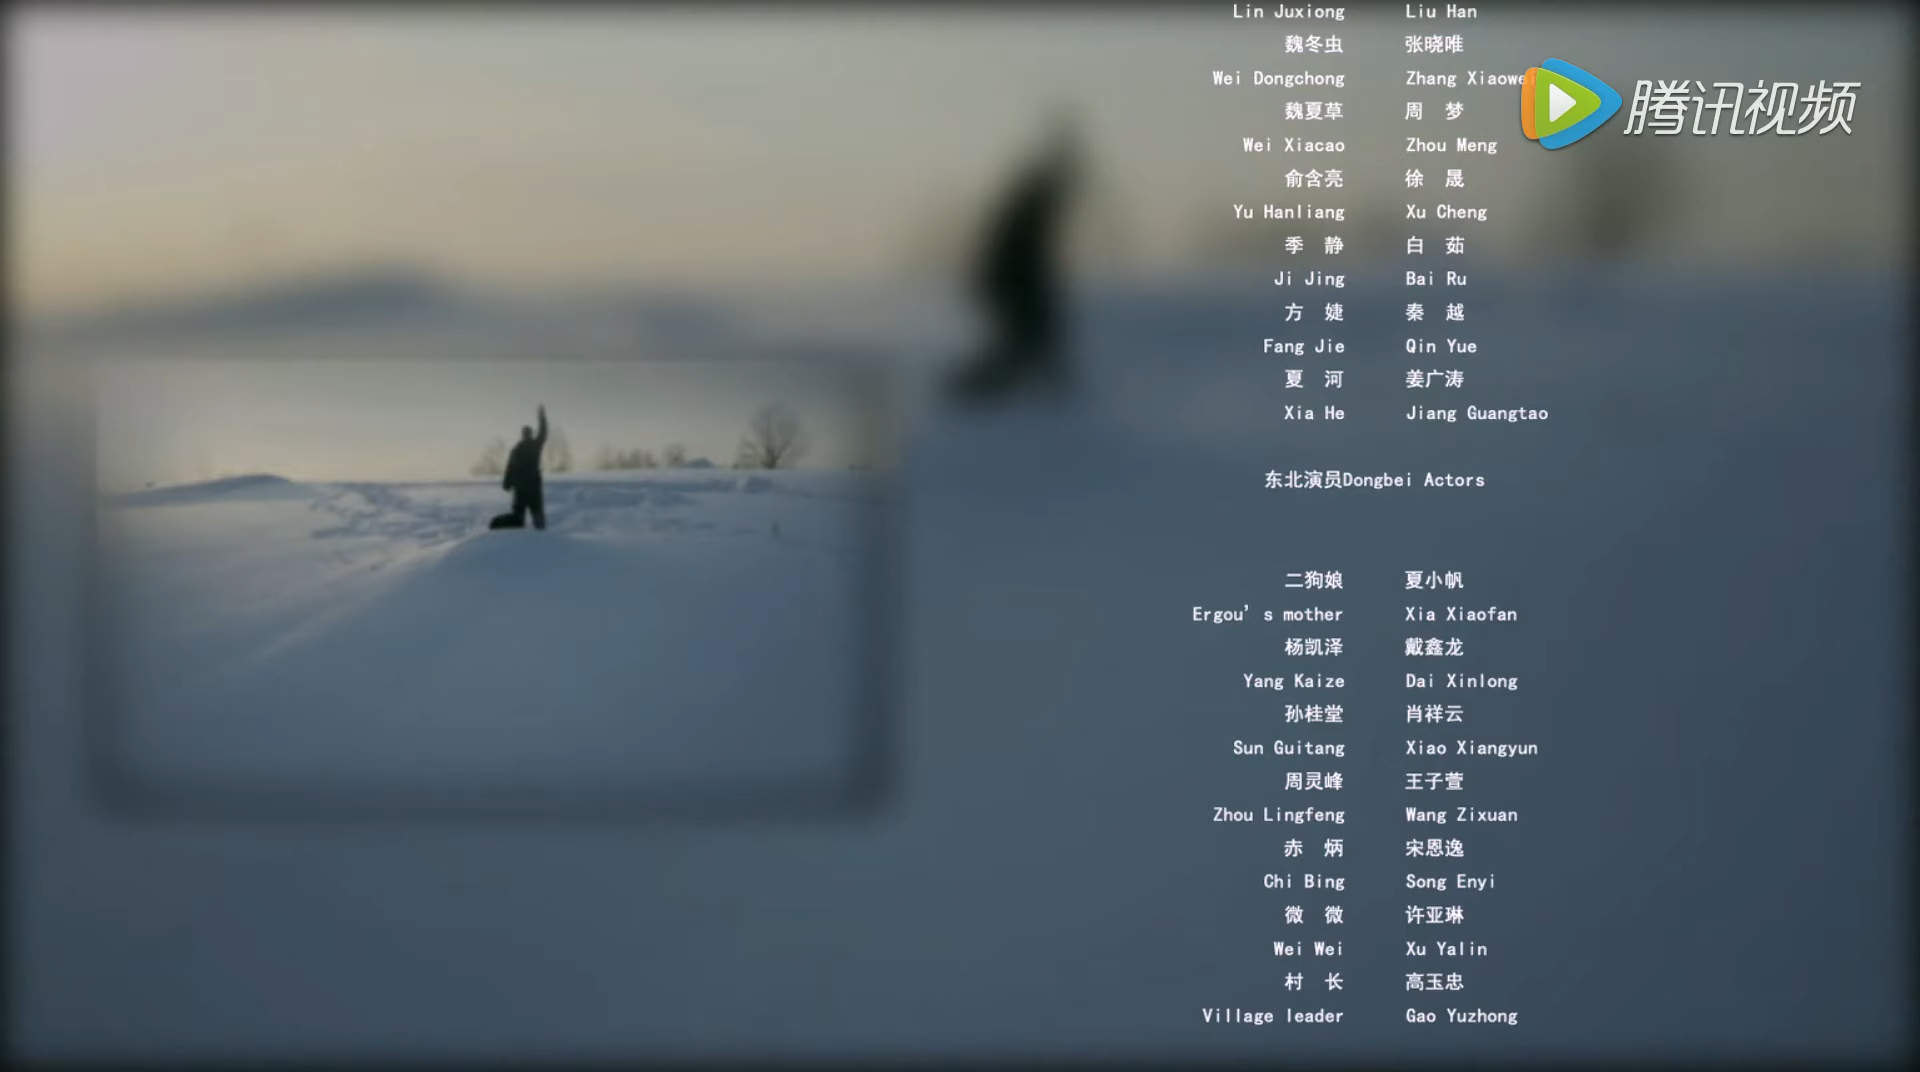 Lin Juxiong Liu Han
魏冬虫 张晓唯
腾讯视频
Wei Dongchong Zhang Xiaowei
魏夏草 周 梦
Wei Xiacao Zhou Meng
俞含亮 徐 晟
Yu Hanliang Xu Cheng
季 静 白 茹
Ji Jing Bai Ru
方 婕 秦 越
Fang Jie Qin Yue
夏 河 姜广涛
Xia He Jiang Guangtao
东北演员Dongbei Actors
二狗娘 夏小帆
Ergou’s mother Xia Xiaofan
杨凯泽 戴鑫龙
Yang Kaize Dai Xinlong
孙桂堂 肖祥云
Sun Guitang Xiao Xiangyun
周灵峰 王子萱
Zhou Lingfeng Wang Zixuan
赤 炳 宋恩逸
Chi Bing Song Enyi
微 微 许亚琳
Wei Wei Xu Yalin
村 长 高玉忠
Village leader Gao Yuzhong